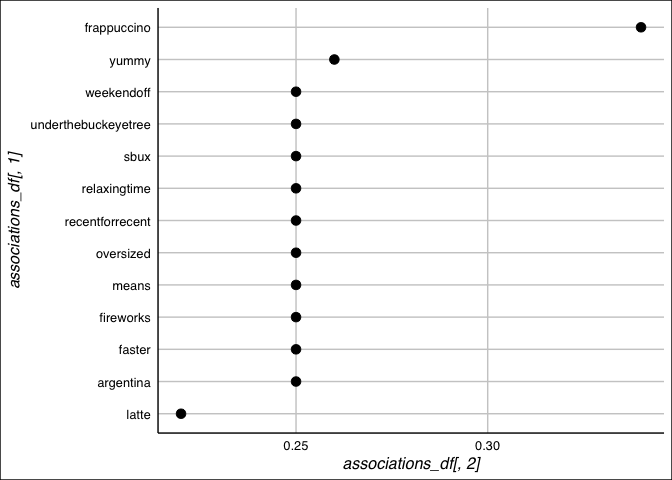 frappuccino
yummy
weekendoff
underthebuckeyetree
sbux
relaxingtime
recentforrecent
oversized
means
fireworks
faster
argentina
latte
associations_df[, 1]
0.25
0.30
associations_df[, 2]